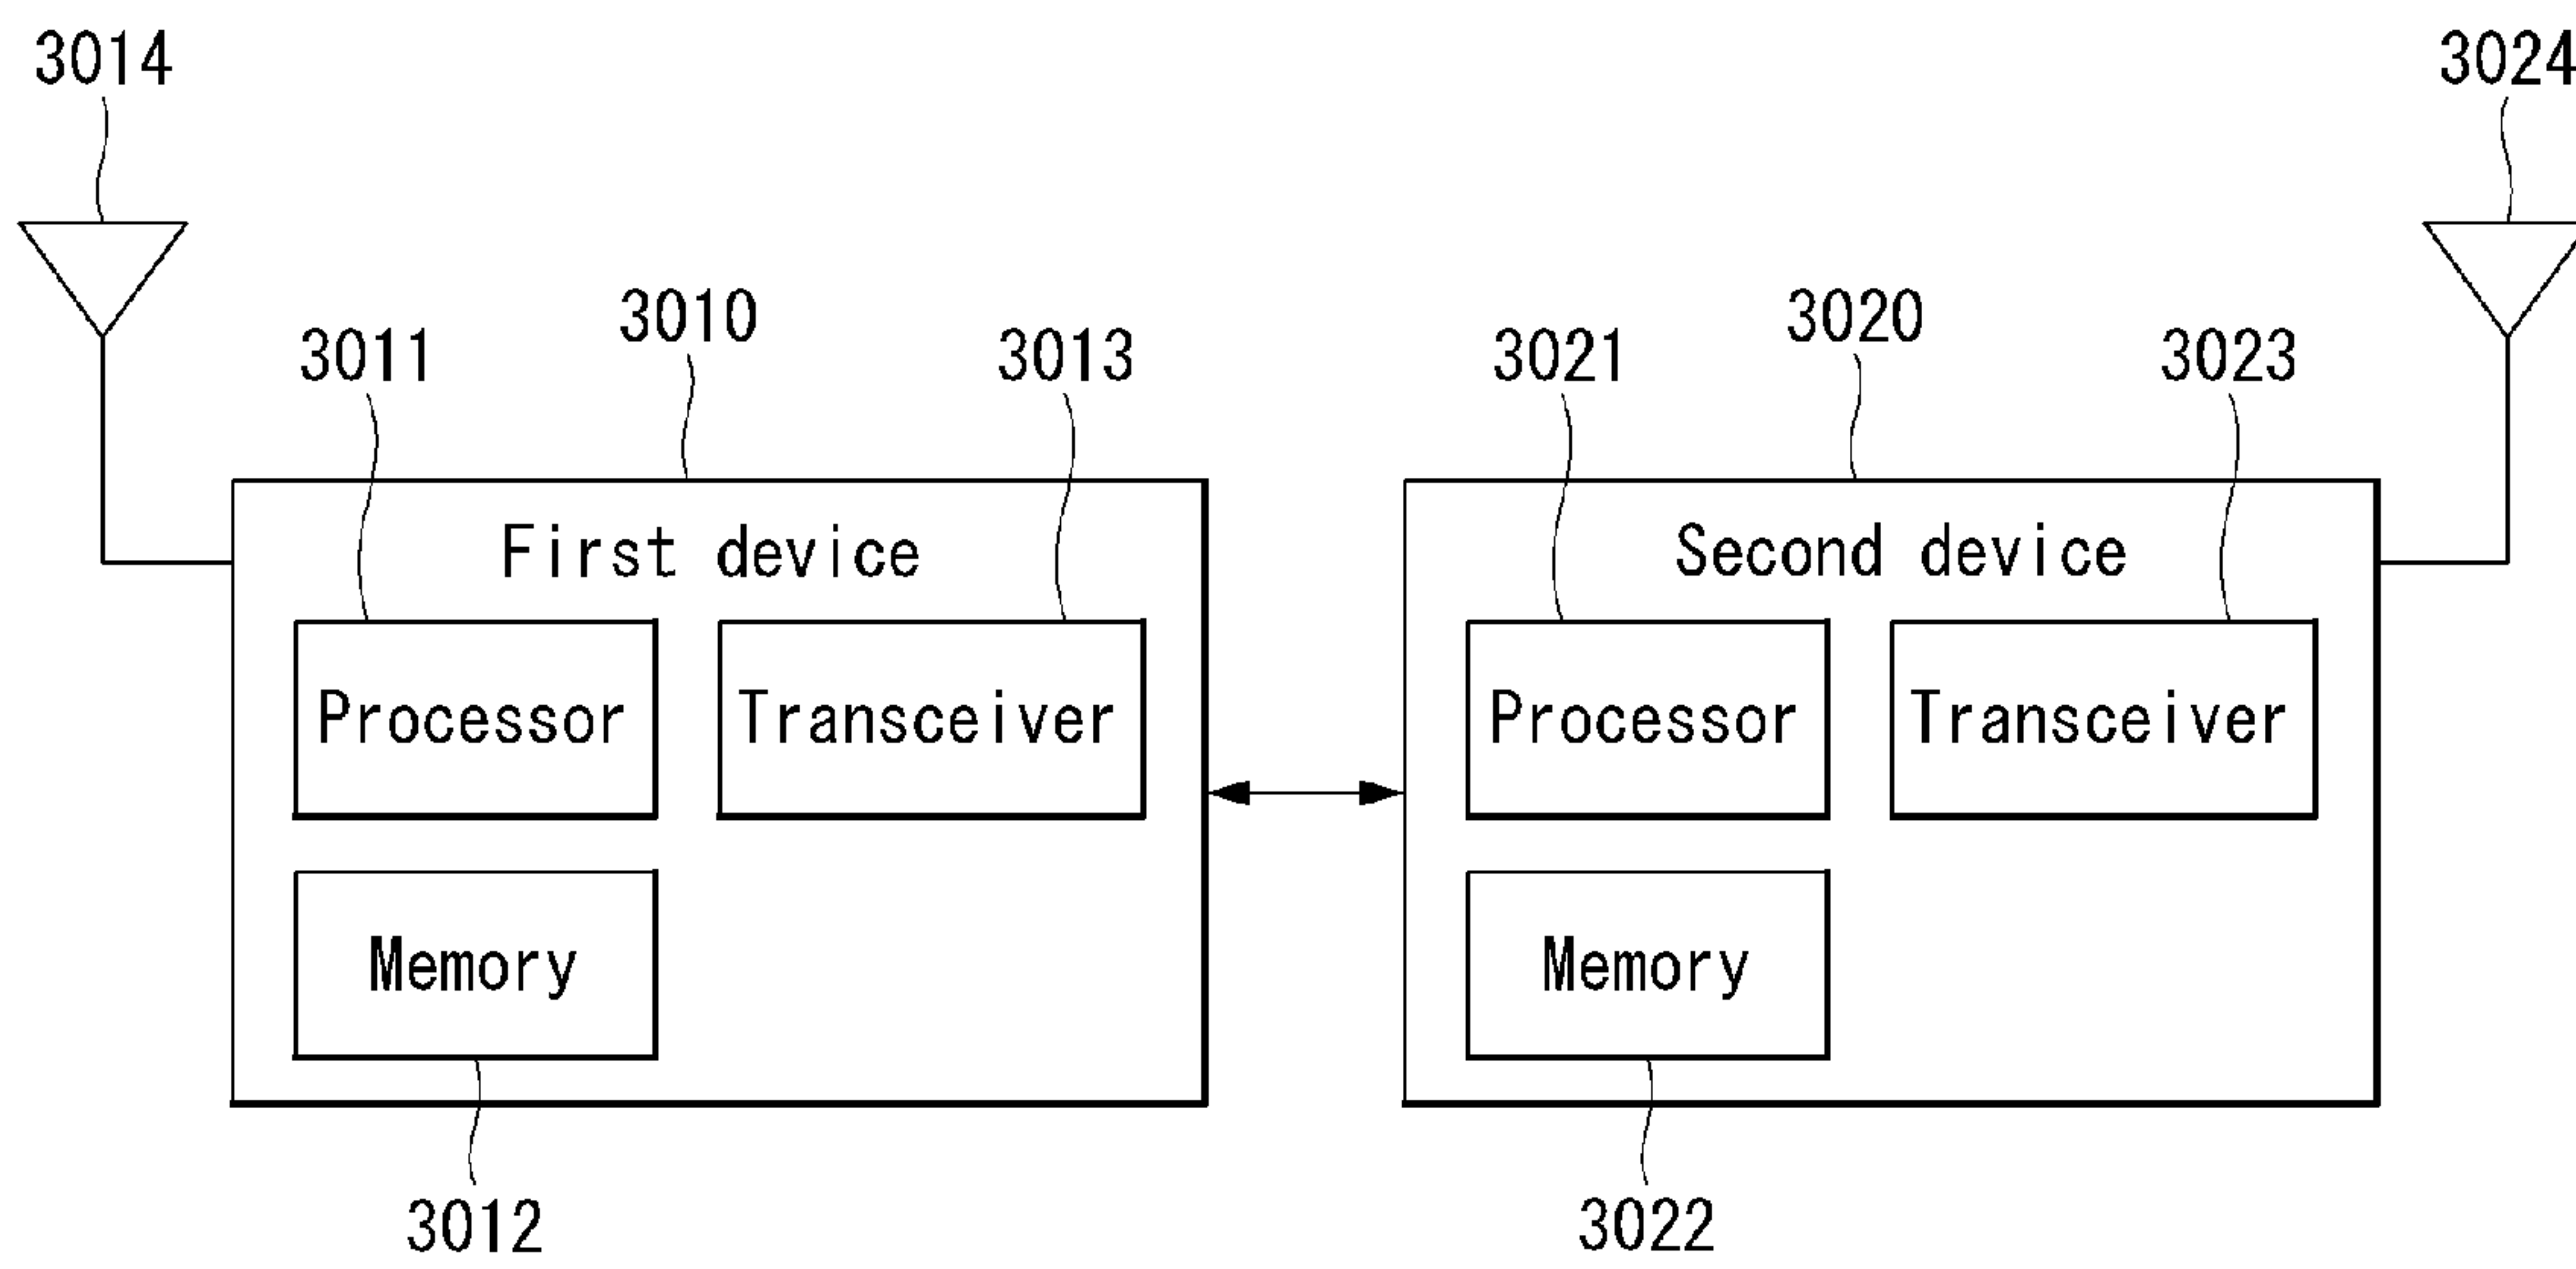 3014
3024
3010
3020
3011
3013
3021
3023
First device
Second device
Processor
Transceiver
Processor
Transceiver
Memory
Memory
3012
3022